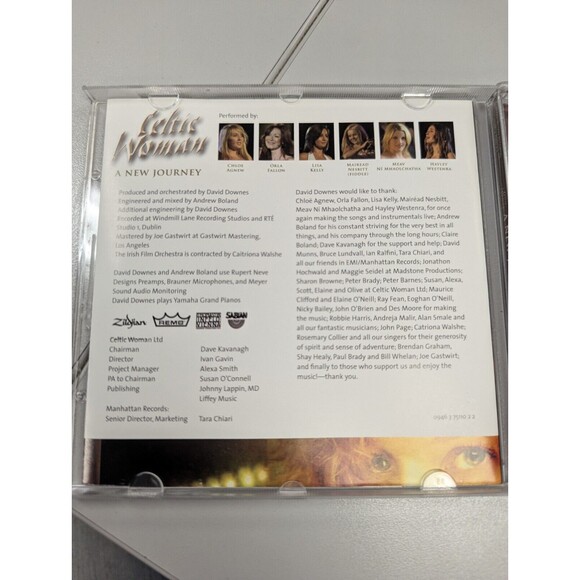 Celtic
Woman
A NEW JOURNEY
Performed by:
CHLOË
AGNEW
ORLA
FALLON
LISA
KELLY
MAIRÉAD
NESBITT
(FIDDLE)
MEAV
NI MHAOLCHATHA
HAYLEY
WESTENRA
Produced and orchestrated by David Downes
Engineered and mixed by Andrew Boland
Additional engineering by David Downes
Recorded at Windmill Lane Recording Studios and RTÉ
Studio 1, Dublin
Mastered by Joe Gastwirt at Gastwirt Mastering,
Los Angeles
The Irish Film Orchestra is contracted by Caitríona Walshe
David Downes and Andrew Boland use Rupert Neve
Designs Preamps, Brauner Microphones, and Meyer
Sound Audio Monitoring
David Downes plays Yamaha Grand Pianos
Zildjian
REMO
SABIAN
Celtic Woman Ltd
Chairman Dave Kavanagh
Director Ivan Gavin
Project Manager Alexa Smith
PA to Chairman Susan O'Connell
Publishing Johnny Lappin, MD
Liffey Music
Manhattan Records:
Senior Director, Marketing Tara Chiari
David Downes would like to thank:
Chloë Agnew, Orla Fallon, Lisa Kelly, Mairéad Nesbitt,
Meav Ni Mhaolchatha and Hayley Westenra, for
once again making the songs and instrumentals live; Andrew
Boland for his constant striving for the very best in all
things, and his company through the long hours; Claire
Boland; Dave Kavanagh for the support and help; David
Munns, Bruce Lundvall, Ian Ralfini, Tara Chiari, and
all our friends in EMI/Manhattan Records; Jonathon
Hochwald and Maggie Seidel at Madstone Productions;
Sharon Browne; Peter Brady; Peter Barnes; Susan, Alexa,
Scott, Elaine and Olive at Celtic Woman Ltd; Maurice
Clifford and Elaine O'Neill, Ray Fean, Eoghan O'Neill,
Nicky Bailey, John O'Brien and Des Moore for making
the music; Robbie Harris, Andreja Malir, Alan Smale and
all our fantastic musicians; John Page; Catriona Walshe;
Rosemary Collier and all our singers for their generosity
of spirit and sense of adventure; Brendan Graham,
Shay Healy, Paul Brady and Bill Whelan; Joe Gastwirt;
and finally to those who support us and enjoy the
music!—thank you.